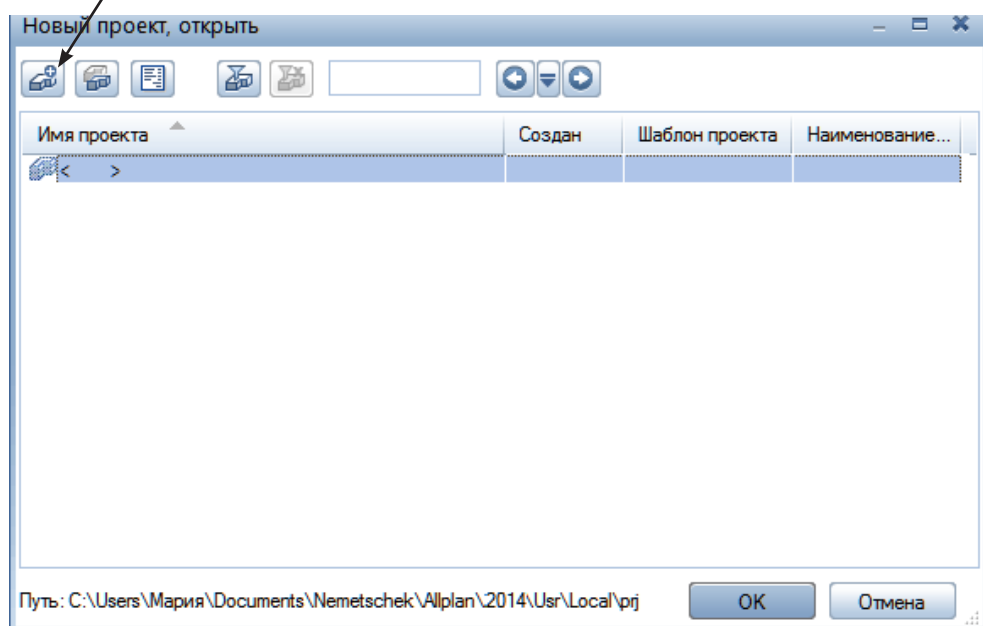 Новый проект, открыть
Имя проекта Создан Шаблон проекта Наименование...
< >
Путь: C:\Users\Мария\Documents\Nemetschek\Allplan\2014\Usr\Local\prj OK Отмена